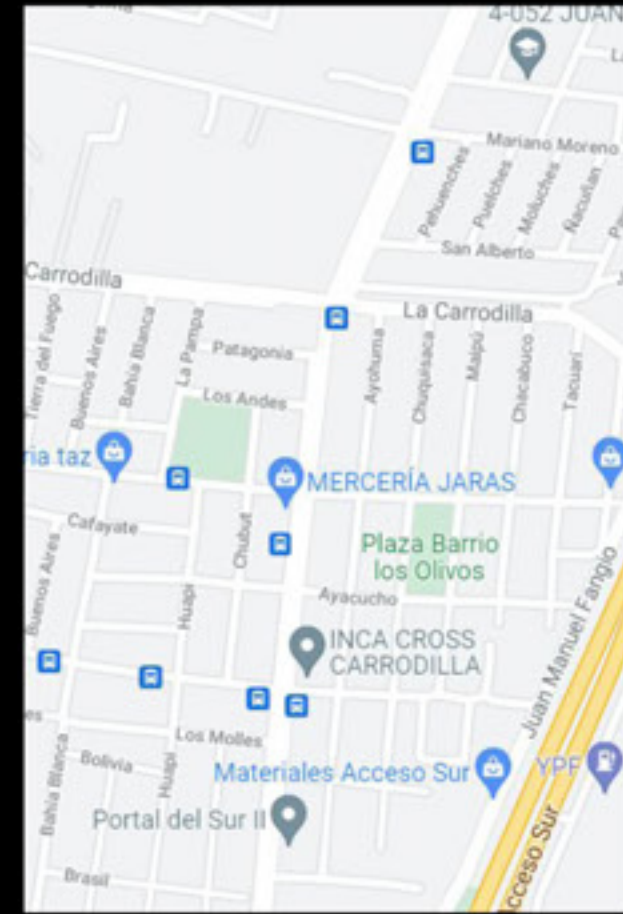 4-052 JUAN
Mariano Moreno
Pehuenches
Puelches
Moluches
Ñacuñan
San Alberto
Carrodilla
La Carrodilla
Tierra del Fuego
Buenos Aires
Bahía Blanca
La Pampa
Patagonia
Los Andes
Ayohuma
Chuquisaca
Maipú
Chacabuco
Tacuarí
ria taz
MERCERÍA JARAS
Cafayate
Chubut
Plaza Barrio
los Olivos
Buenos Aires
Huapi
Ayacucho
INCA CROSS
CARRODILLA
Juan Manuel Fangio
es
Los Molles
Bolivia
Bahía Blanca
Huapi
Materiales Acceso Sur
YPF
Portal del Sur II
cceso Sur
Brasil